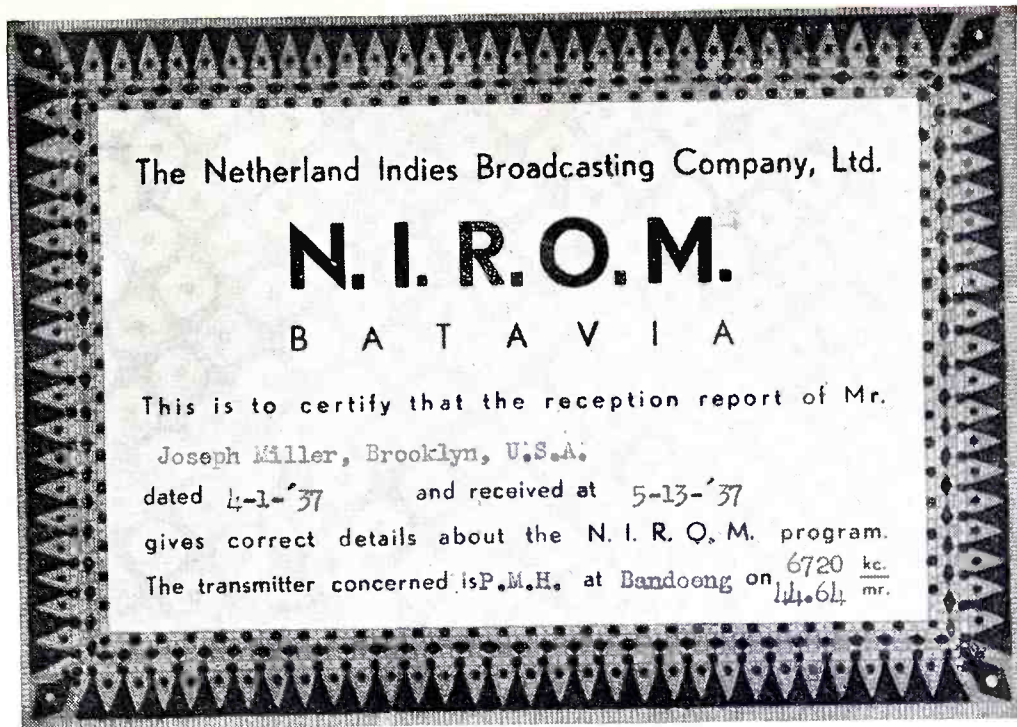 The Netherland Indies Broadcasting Company, Ltd.
N.I.R.O.M.
BATAVIA
This is to certify that the reception report of Mr.
Joseph Miller, Brooklyn, U.S.A.
dated 4-1-'37 and received at 5-13-'37
gives correct details about the N. I. R. O. M. program.
The transmitter concerned is P.M.H. at Bandoeng on 6720 kc.
44.64 mr.